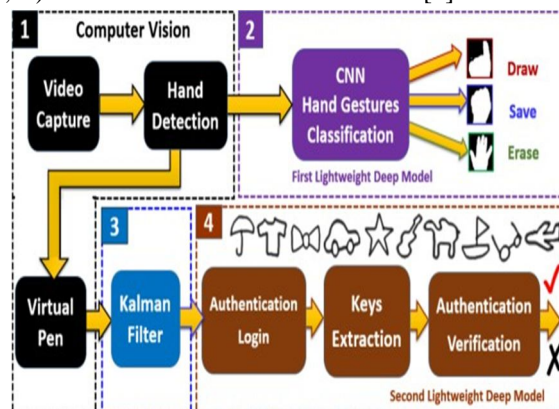 1
Computer Vision
2
Video
Capture
Hand
Detection
CNN
Hand Gestures
Classification
Draw
Save
Erase
First Lightweight Deep Model
3
4
Virtual
Pen
Kalman
Filter
Authentication
Login
Keys
Extraction
Authentication
Verification
Second Lightweight Deep Model